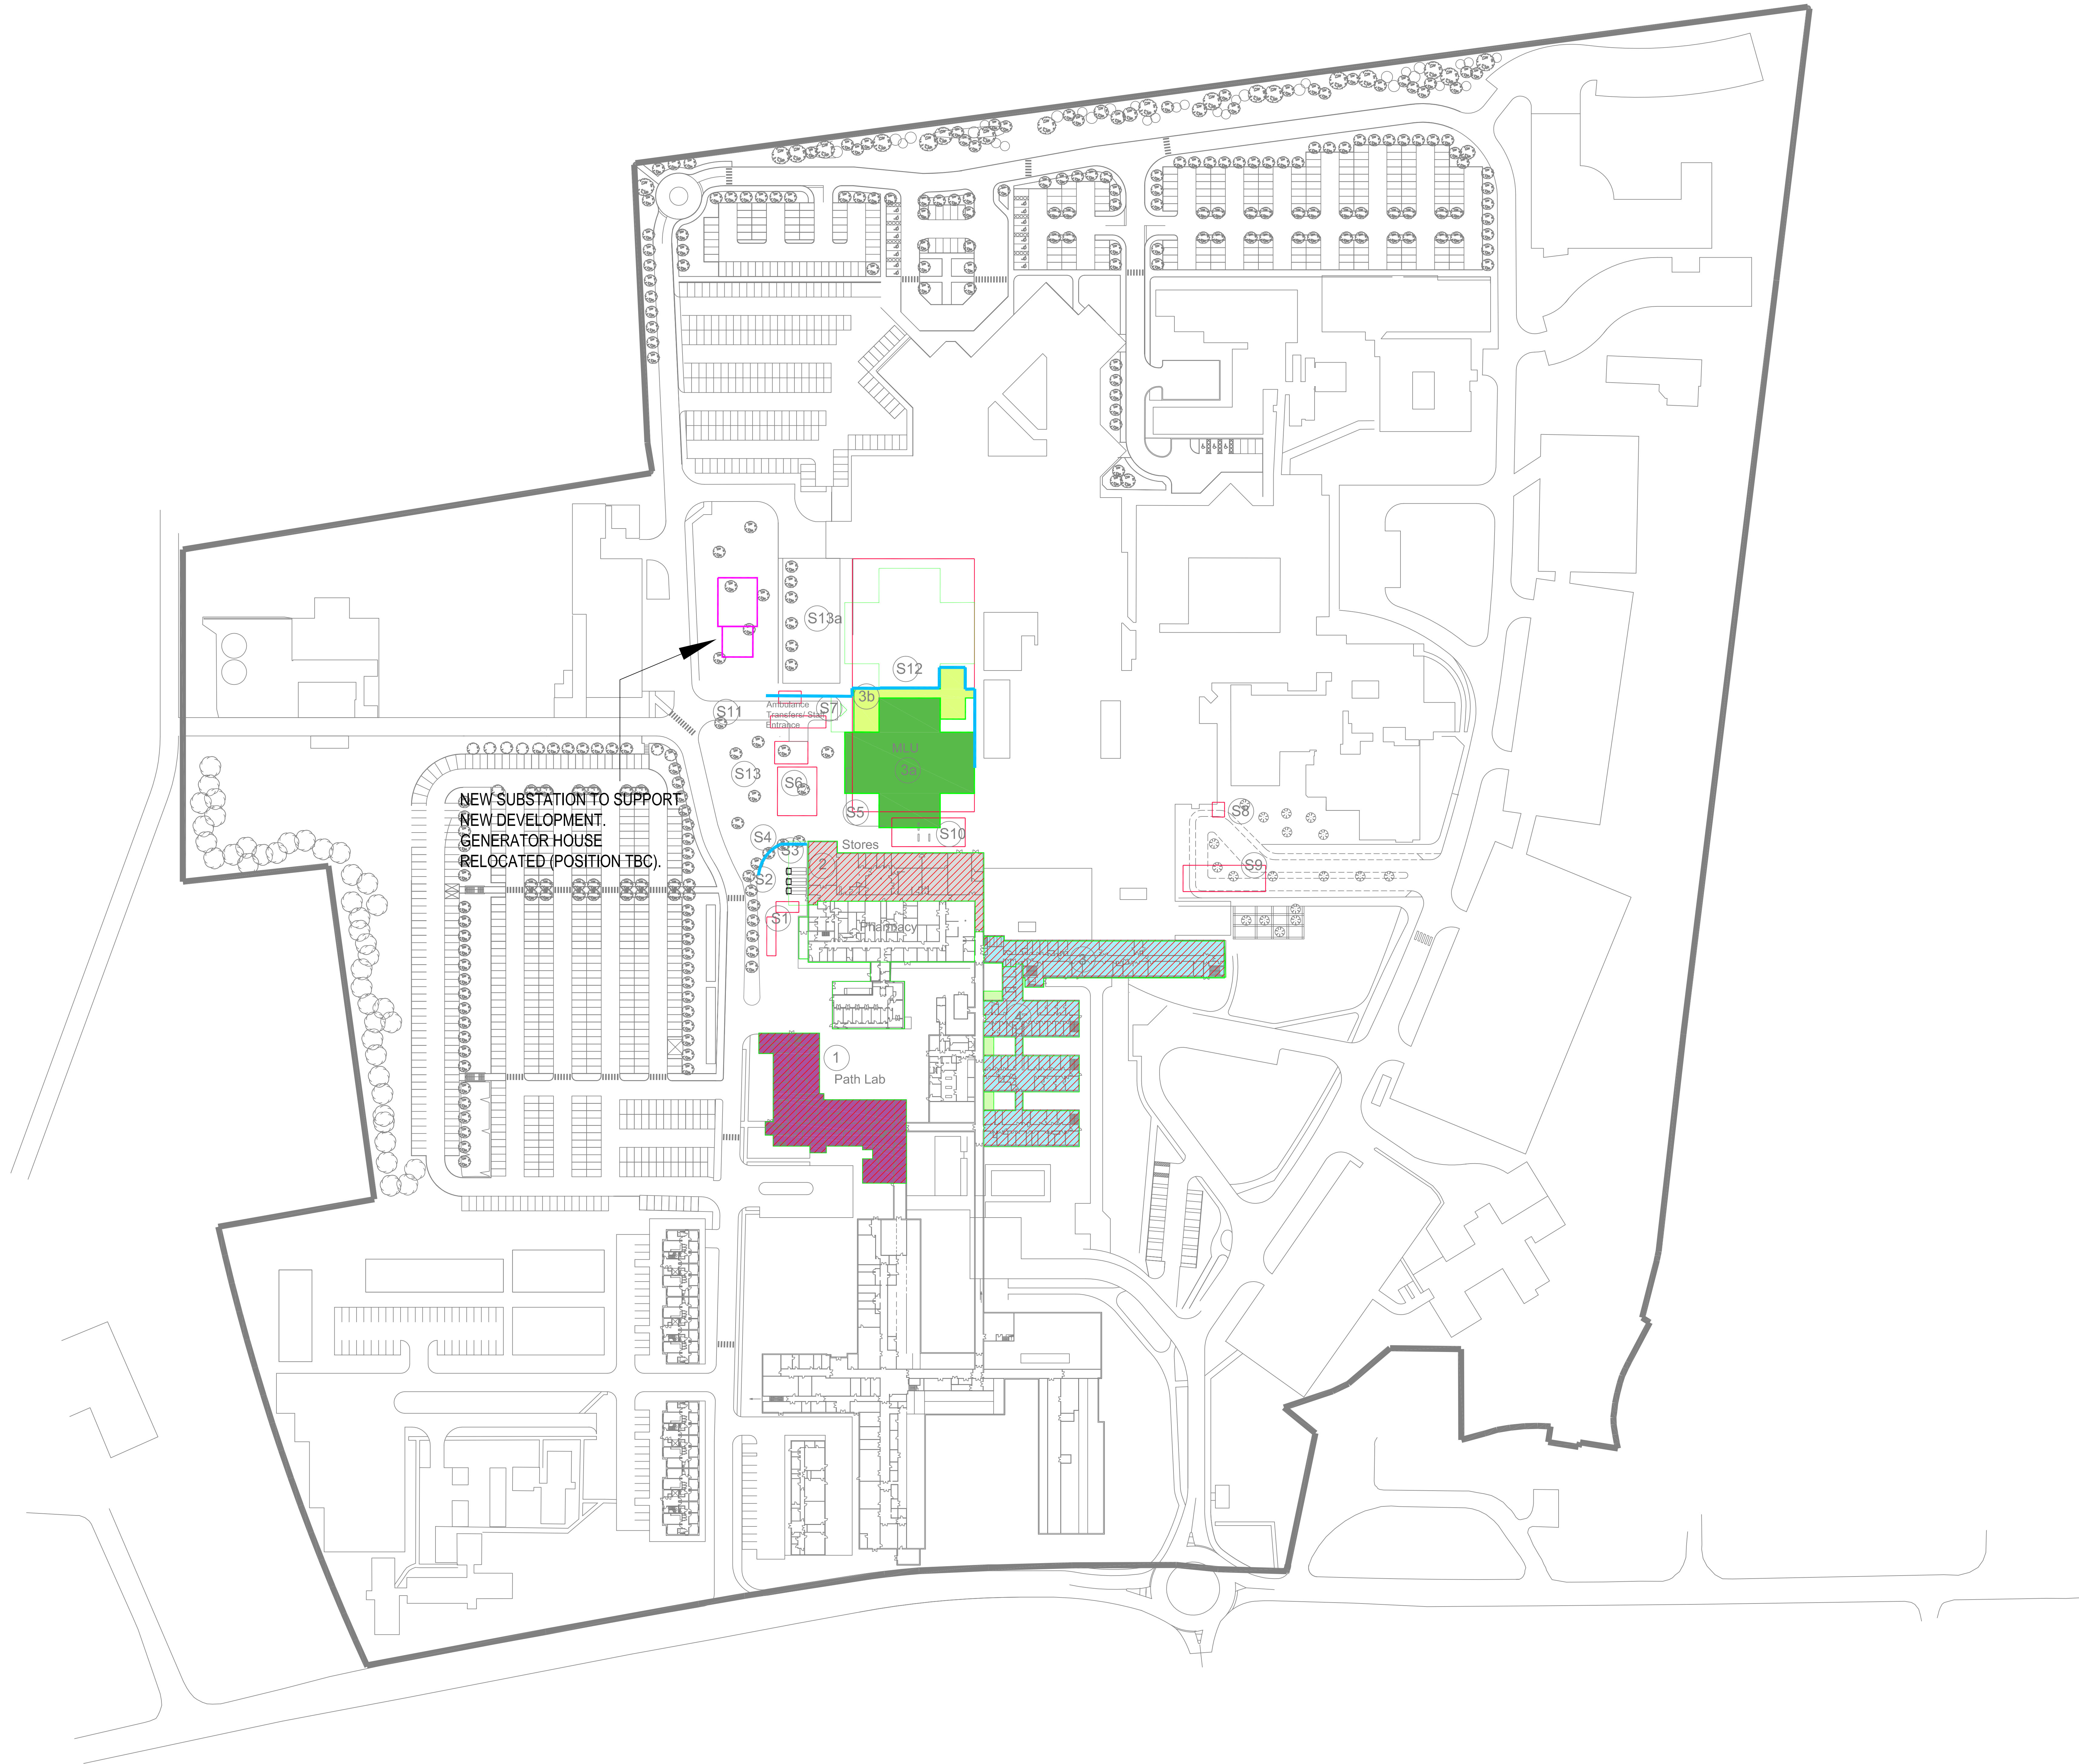 S13a
S12
3b
S11
Ambulance
Transfers/ Staff
Entrance
S7
MLU
3a
S13
S6
NEW SUBSTATION TO SUPPORT
NEW DEVELOPMENT.
GENERATOR HOUSE
RELOCATED (POSITION TBC).
S5
S10
S8
S4
S3
Stores
2
S9
S2
S1
Pharmacy
3
4
1
Path Lab